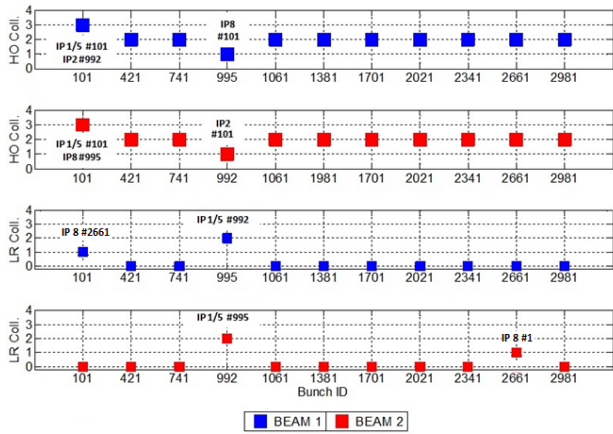 HO Coll.
4
3
2
1
0
IP1/5 #101
IP2#992
IP8
#101
101 421 741 995 1061 1381 1701 2021 2341 2661 2981
HO Coll.
4
3
2
1
0
IP1/5 #101
IP8#995
IP2
#101
101 421 741 992 1061 1981 1701 2021 2341 2661 2981
LR Coll.
4
3
2
1
0
IP 8 #2661
IP1/5 #992
101 421 741 995 1061 1381 1701 2021 2341 2661 2981
LR Coll.
4
3
2
1
0
IP1/5 #995
IP 8 #1
101 421 741 992 1061 1381 1701 2021 2341 2661 2981
Bunch ID
BEAM 1 BEAM 2